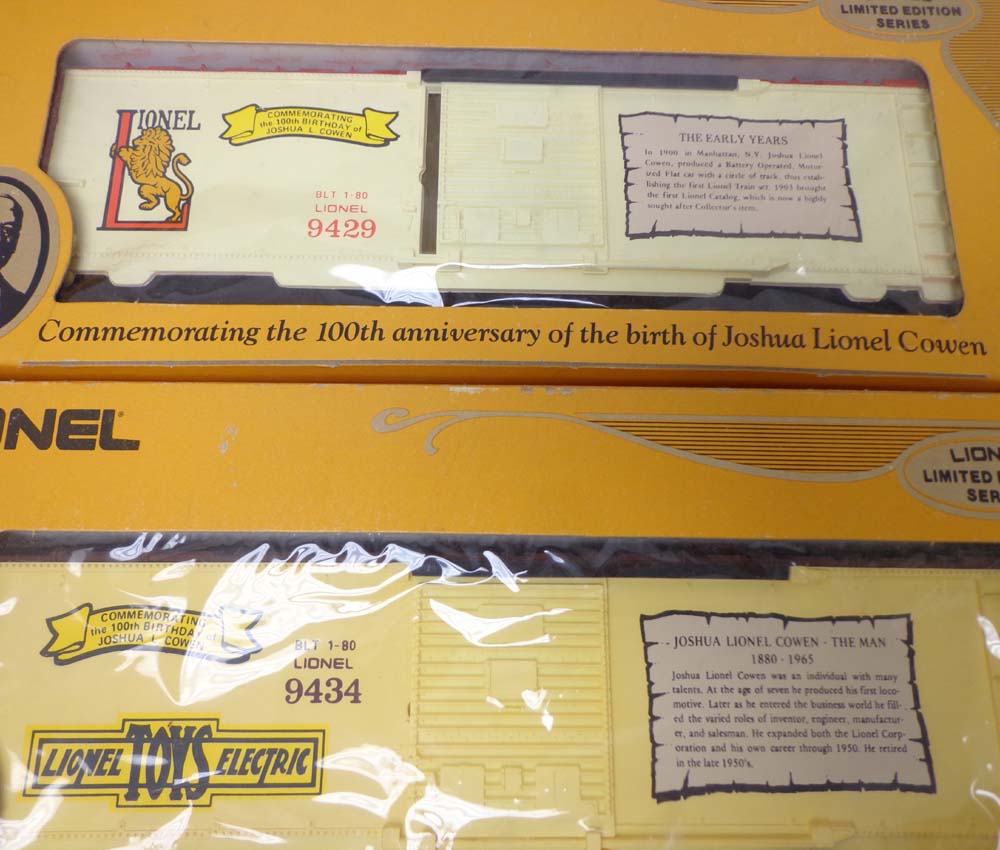 LIMITED EDITION
SERIES
LIONEL
COMMEMORATING
the 100th BIRTHDAY of
JOSHUA L COWEN
BLT 1-80
LIONEL
9429
THE EARLY YEARS
In 1900 in Manhattan, N.Y. Joshua Lionel
Cowen, produced a Battery Operated, Motor-
ized Flat car with a circle of track, thus estab-
lishing the first Lionel Train set. 1903 brought
the first Lionel Catalog, which is now a highly
sought after Collector's item.
Commemorating the 100th anniversary of the birth of Joshua Lionel Cowen
ONEL
LION
LIMITED
SER
COMMEMORATING
the 100th BIRTHDAY of
JOSHUA L COWEN
BLT 1-80
LIONEL
9434
LIONEL TOYS ELECTRIC
JOSHUA LIONEL COWEN - THE MAN
1880 - 1965
Joshua Lionel Cowen was an individual with many
talents. At the age of seven he produced his first loco-
motive. Later as he entered the business world he fill-
ed the varied roles of inventor, engineer, manufactur-
er, and salesman. He expanded both the Lionel Corp-
oration and his own career through 1950. He retired
in the late 1950's.